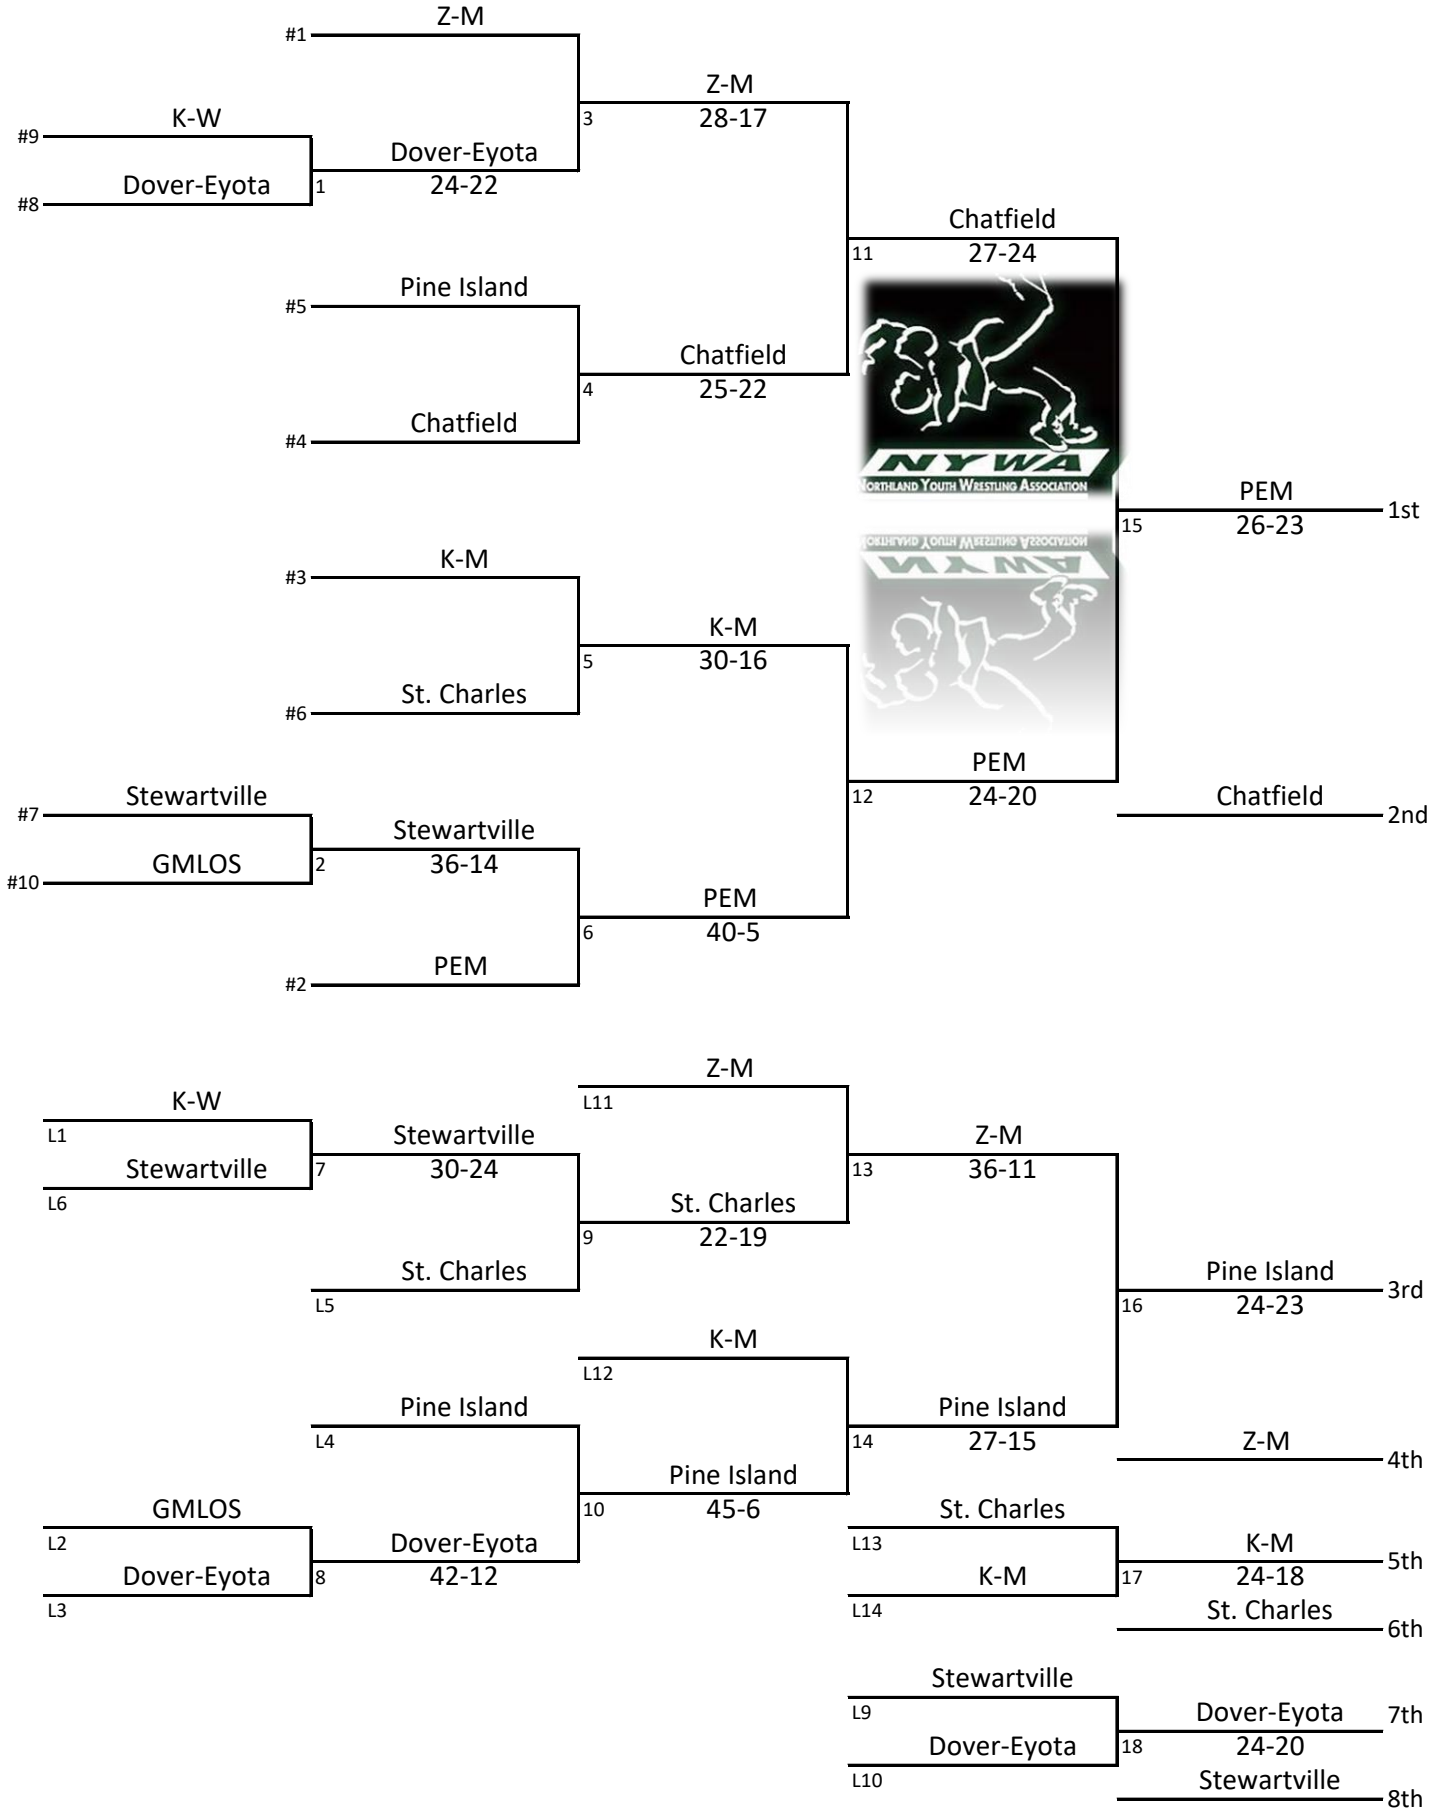 Z-M
#1
Z-M
28-17
3
K-W
#9
Dover-Eyota
24-22
Dover-Eyota
1
#8
Chatfield
27-24
11
Pine Island
#5
Chatfield
25-22
4
Chatfield
#4
NYWA
NORTHLAND YOUTH WRESTLING ASSOCIATION
PEM
26-23
1st
15
K-M
#3
K-M
30-16
5
St. Charles
#6
PEM
24-20
12
Stewartville
#7
Chatfield
2nd
Stewartville
36-14
GMLOS
2
#10
PEM
40-5
6
PEM
#2
Z-M
L11
K-W
L1
Stewartville
30-24
Stewartville
7
L6
Z-M
36-11
13
St. Charles
22-19
9
St. Charles
L5
Pine Island
24-23
3rd
16
K-M
L12
Pine Island
L4
Pine Island
27-15
14
Z-M
4th
Pine Island
45-6
10
GMLOS
L2
Dover-Eyota
42-12
Dover-Eyota
8
L3
St. Charles
L13
K-M
24-18
5th
K-M
17
L14
St. Charles
6th
Stewartville
L9
Dover-Eyota
24-20
7th
Dover-Eyota
18
L10
Stewartville
8th